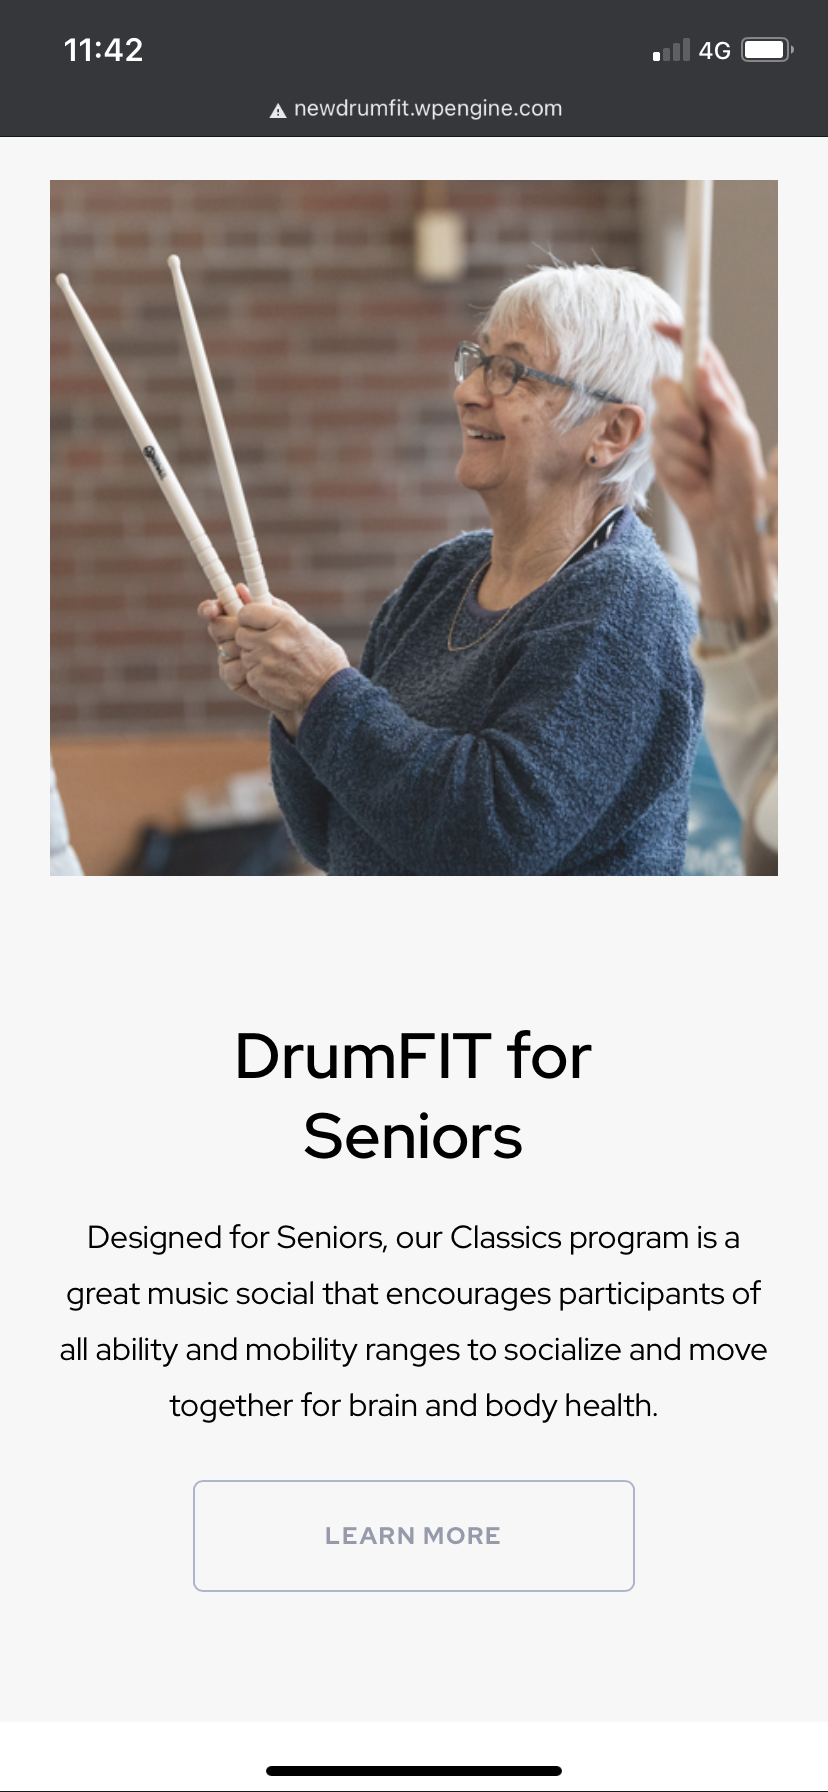 11:42
4G
newdrumfit.wpengine.com
DrumFIT for
Seniors
Designed for Seniors, our Classics program is a
great music social that encourages participants of
all ability and mobility ranges to socialize and move
together for brain and body health.
LEARN MORE